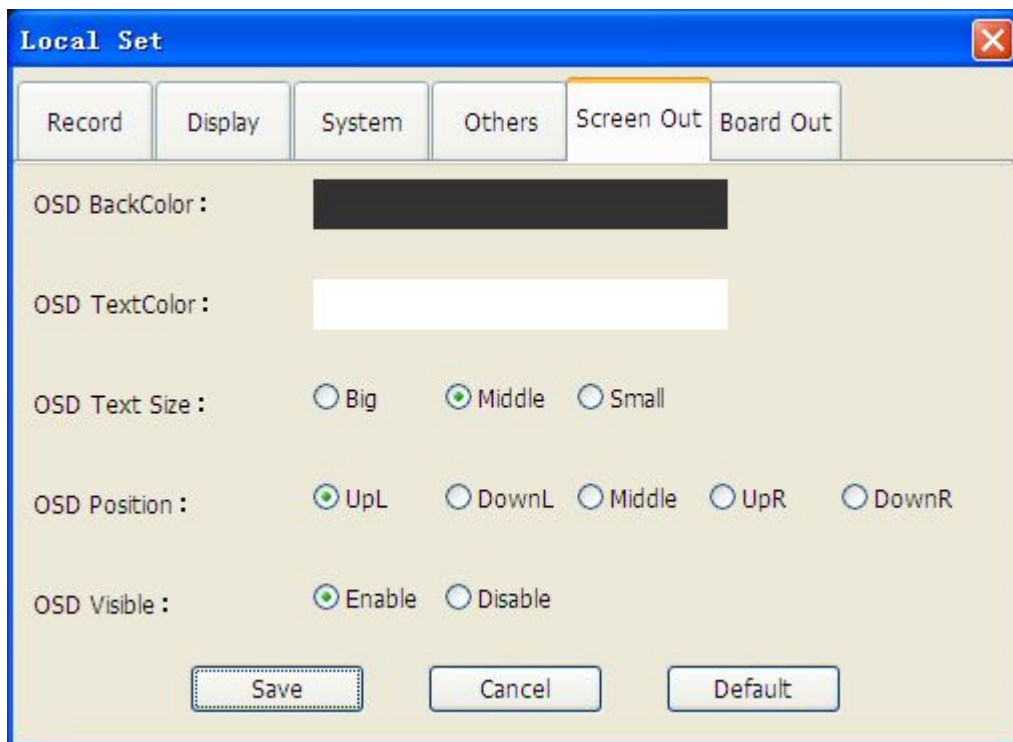 Local Set
Record Display System Others Screen Out Board Out
OSD BackColor:
OSD TextColor:
OSD Text Size: Big Middle Small
OSD Position: UpL DownL Middle UpR DownR
OSD Visible: Enable Disable
Save Cancel Default